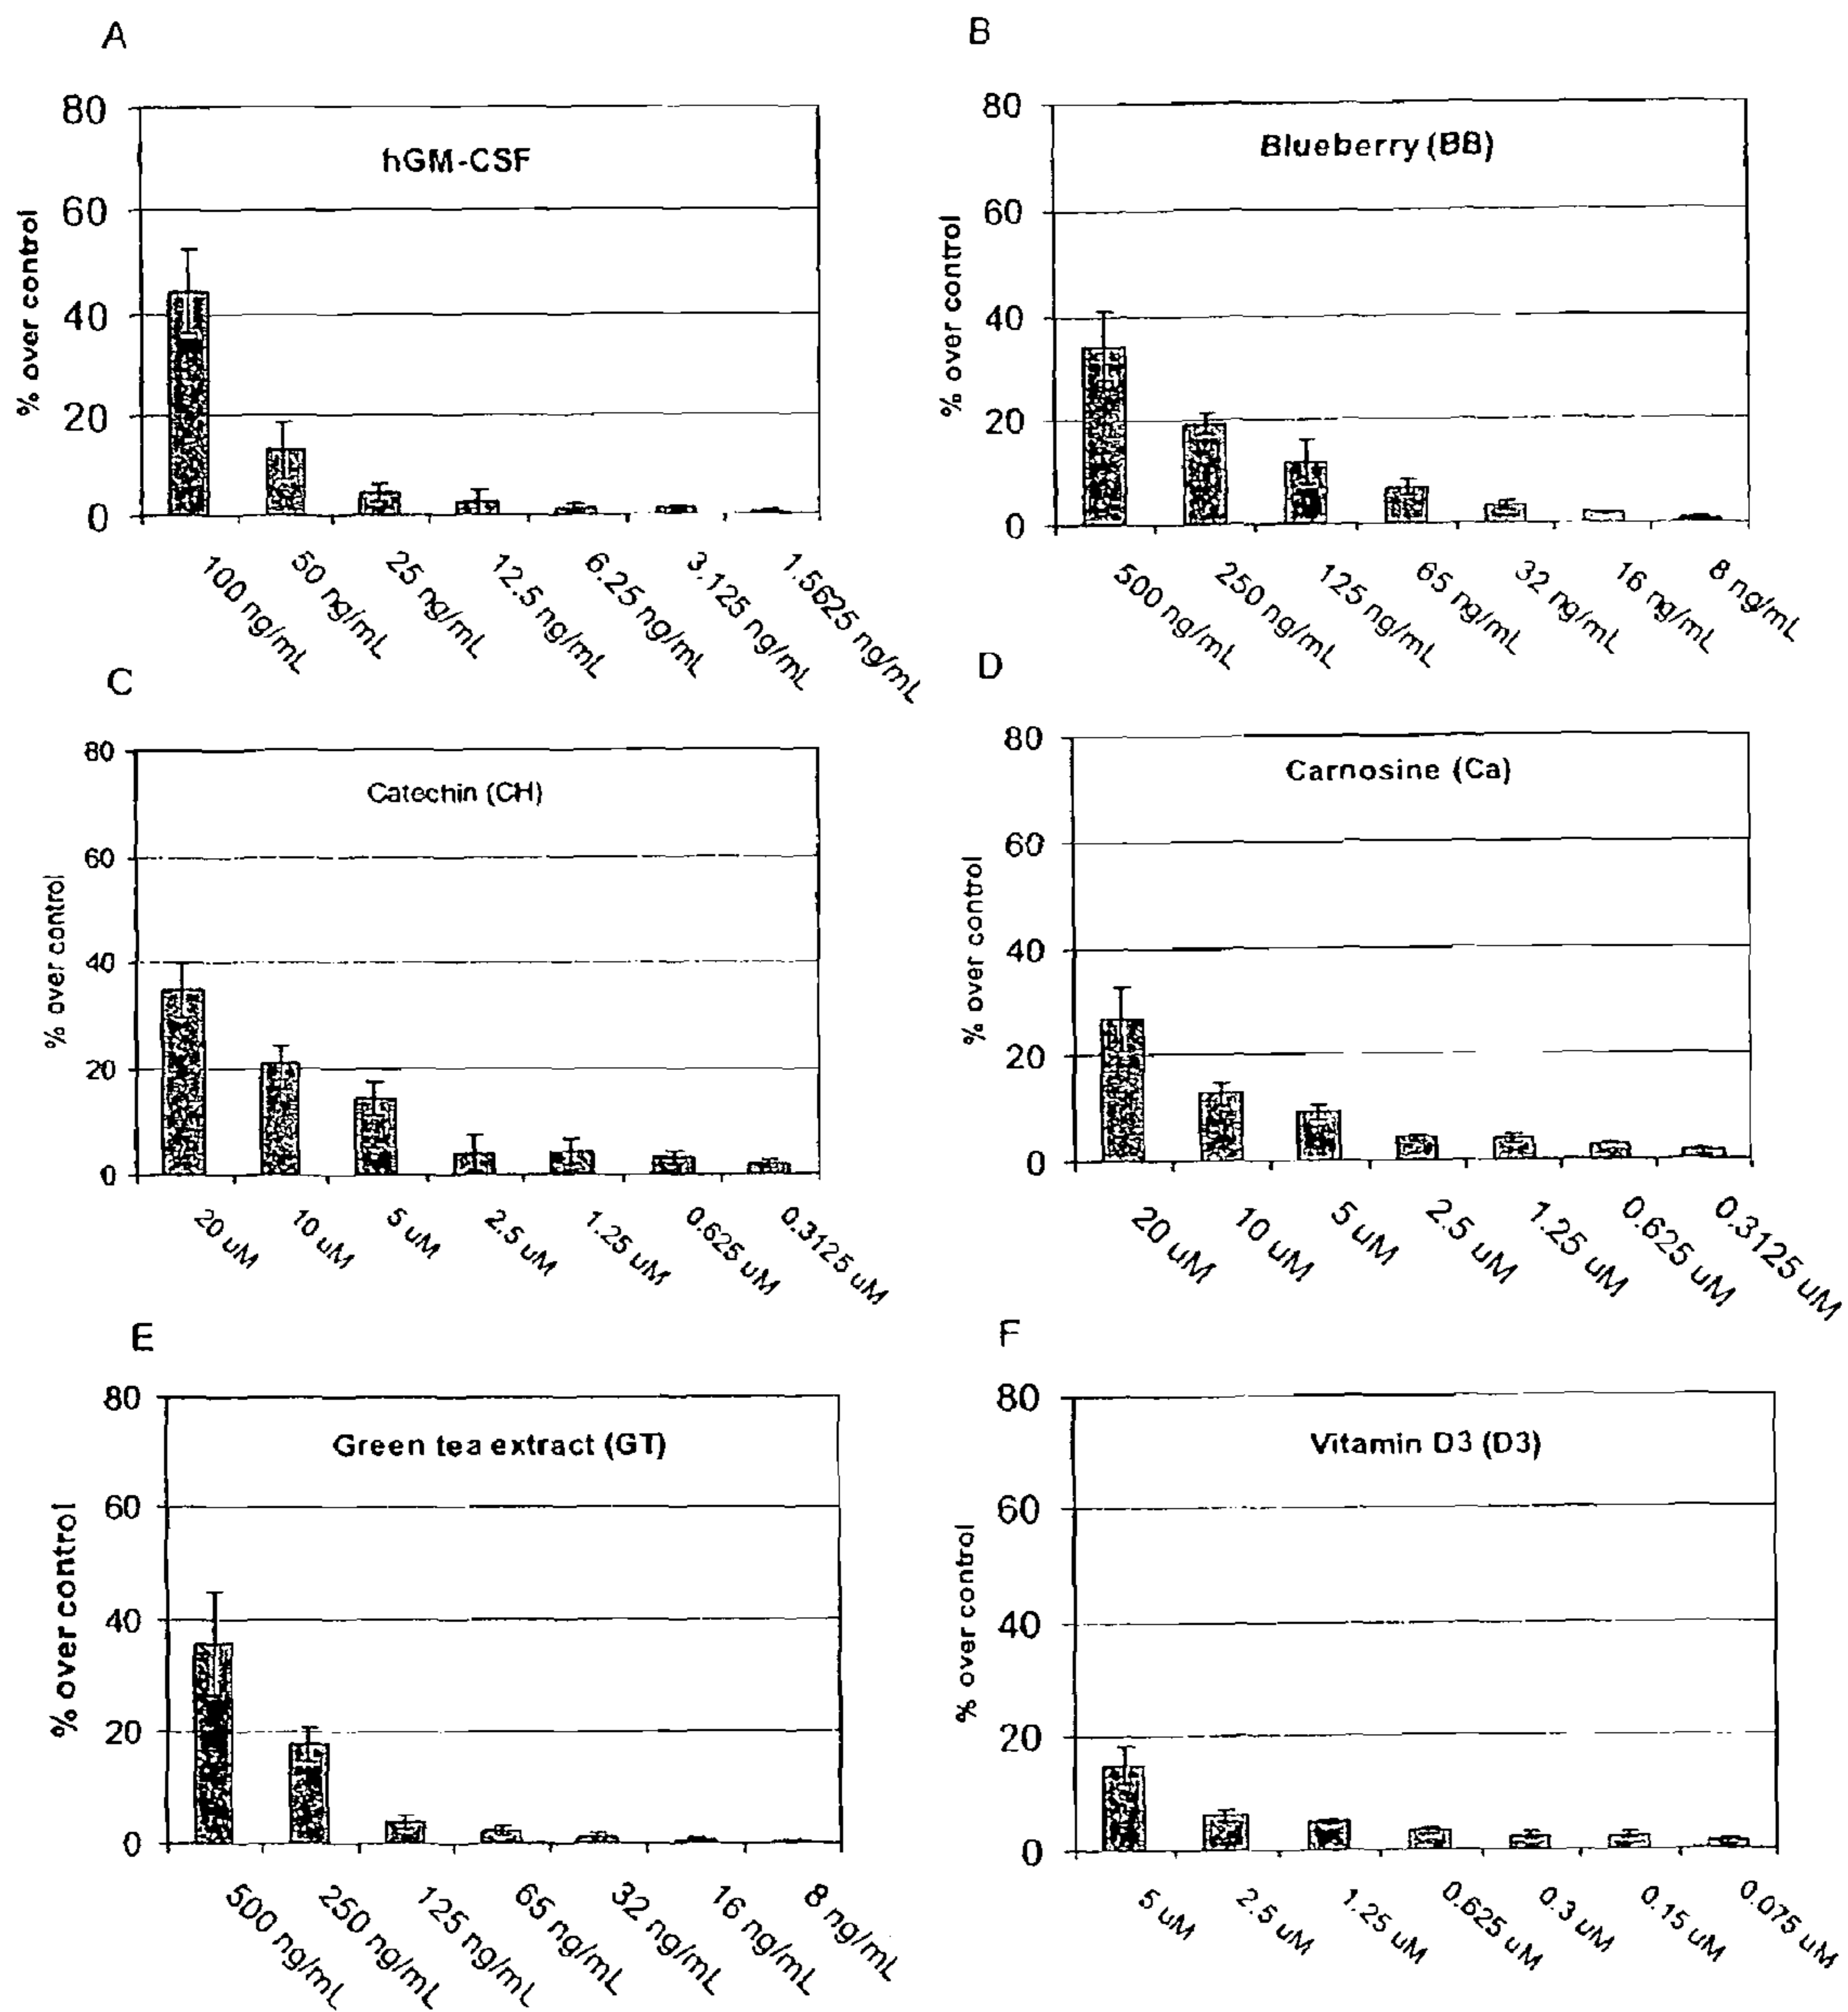 A
hGM-CSF
% over control
80
60
40
20
0
100 ng/mL
50 ng/mL
25 ng/mL
12.5 ng/mL
6.25 ng/mL
3.125 ng/mL
1.5625 ng/mL
B
Blueberry (BB)
% over control
80
60
40
20
0
500 ng/mL
250 ng/mL
125 ng/mL
65 ng/mL
32 ng/mL
16 ng/mL
8 ng/mL
C
Catechin (CH)
% over control
80
60
40
20
0
20 uM
10 uM
5 uM
2.5 uM
1.25 uM
0.625 uM
0.3125 uM
D
Carnosine (Ca)
% over control
80
60
40
20
0
20 uM
10 uM
5 uM
2.5 uM
1.25 uM
0.625 uM
0.3125 uM
E
Green tea extract (GT)
% over control
80
60
40
20
0
500 ng/mL
250 ng/mL
125 ng/mL
65 ng/mL
32 ng/mL
16 ng/mL
8 ng/mL
F
Vitamin D3 (D3)
% over control
80
60
40
20
0
5 uM
2.5 uM
1.25 uM
0.625 uM
0.3 uM
0.15 uM
0.075 uM